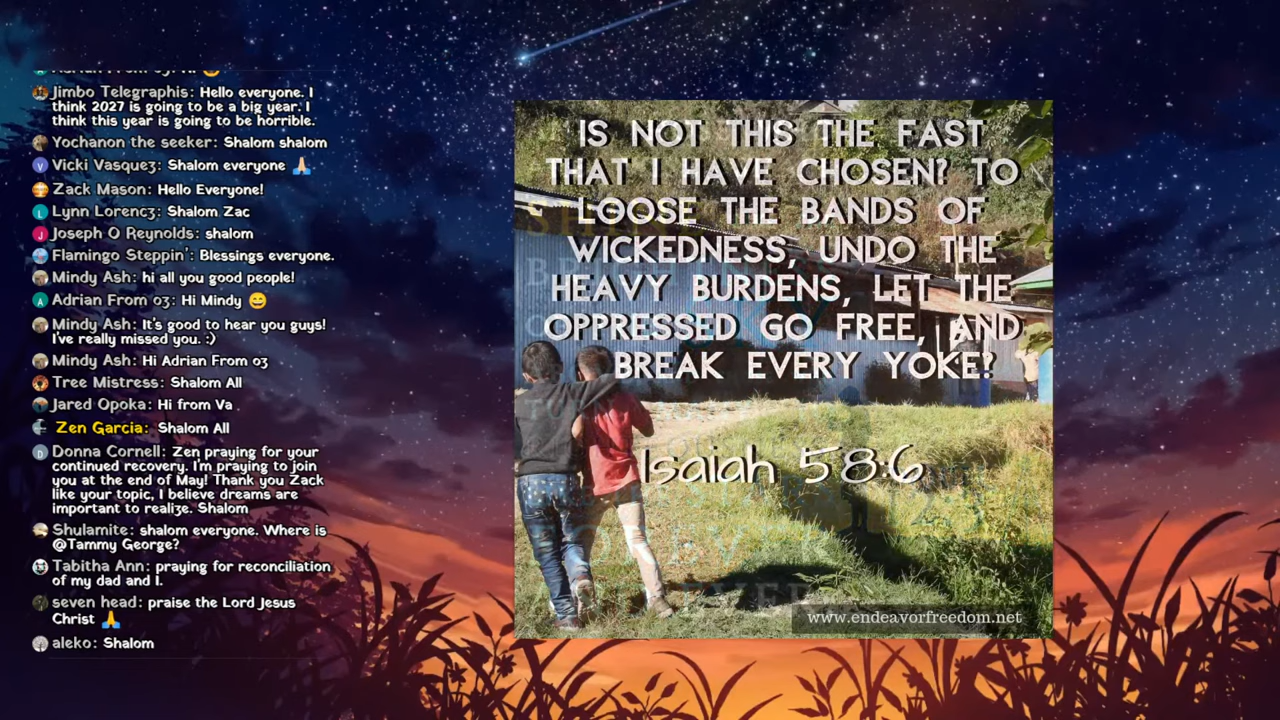 Jimbo Telegraphis: Hello everyone. I
think 2027 is going to be a big year. I
think this year is going to be horrible.
Yochanon the seeker: Shalom shalom
V
Vicki Vasquez: Shalom everyone 🙏🏻
Zack Mason: Hello Everyone!
L
Lynn Lorencz: Shalom Zac
J
Joseph O Reynolds: shalom
Flamingo Steppin': Blessings everyone.
Mindy Ash: hi all you good people!
A
Adrian From 03: Hi Mindy 😄
Mindy Ash: It's good to hear you guys!
I've really missed you. :)
Mindy Ash: Hi Adrian From 03
Tree Mistress: Shalom All
Jared Opoka: Hi from Va
Zen Garcia: Shalom All
D
Donna Cornell: Zen praying for your
continued recovery. I'm praying to join
you at the end of May! Thank you Zack
like your topic, I believe dreams are
important to realize. Shalom
Shulamite: shalom everyone. Where is
@Tammy George?
Tabitha Ann: praying for reconciliation
of my dad and I.
seven head: praise the Lord Jesus
Christ 🙏
aleko: Shalom
IS NOT THIS THE FAST
THAT I HAVE CHOSEN? TO
LOOSE THE BANDS OF
WICKEDNESS, UNDO THE
HEAVY BURDENS, LET THE
OPPRESSED GO FREE, AND
BREAK EVERY YOKE?
Isaiah 58:6
www.endeavorfreedom.net